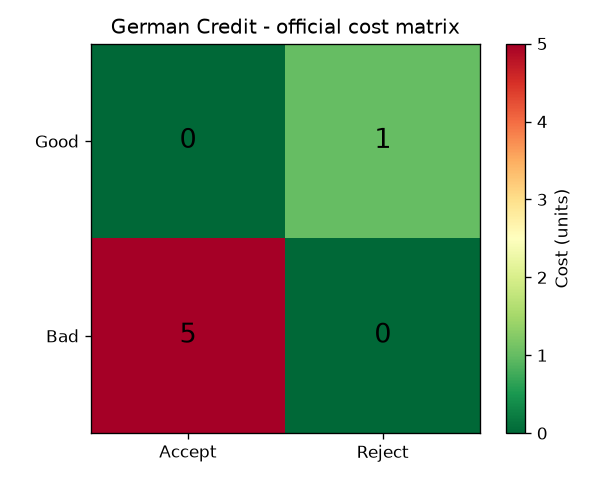 German Credit - official cost matrix
Good
0
1
Bad
5
0
Accept
Reject
5
4
3
2
1
0
Cost (units)